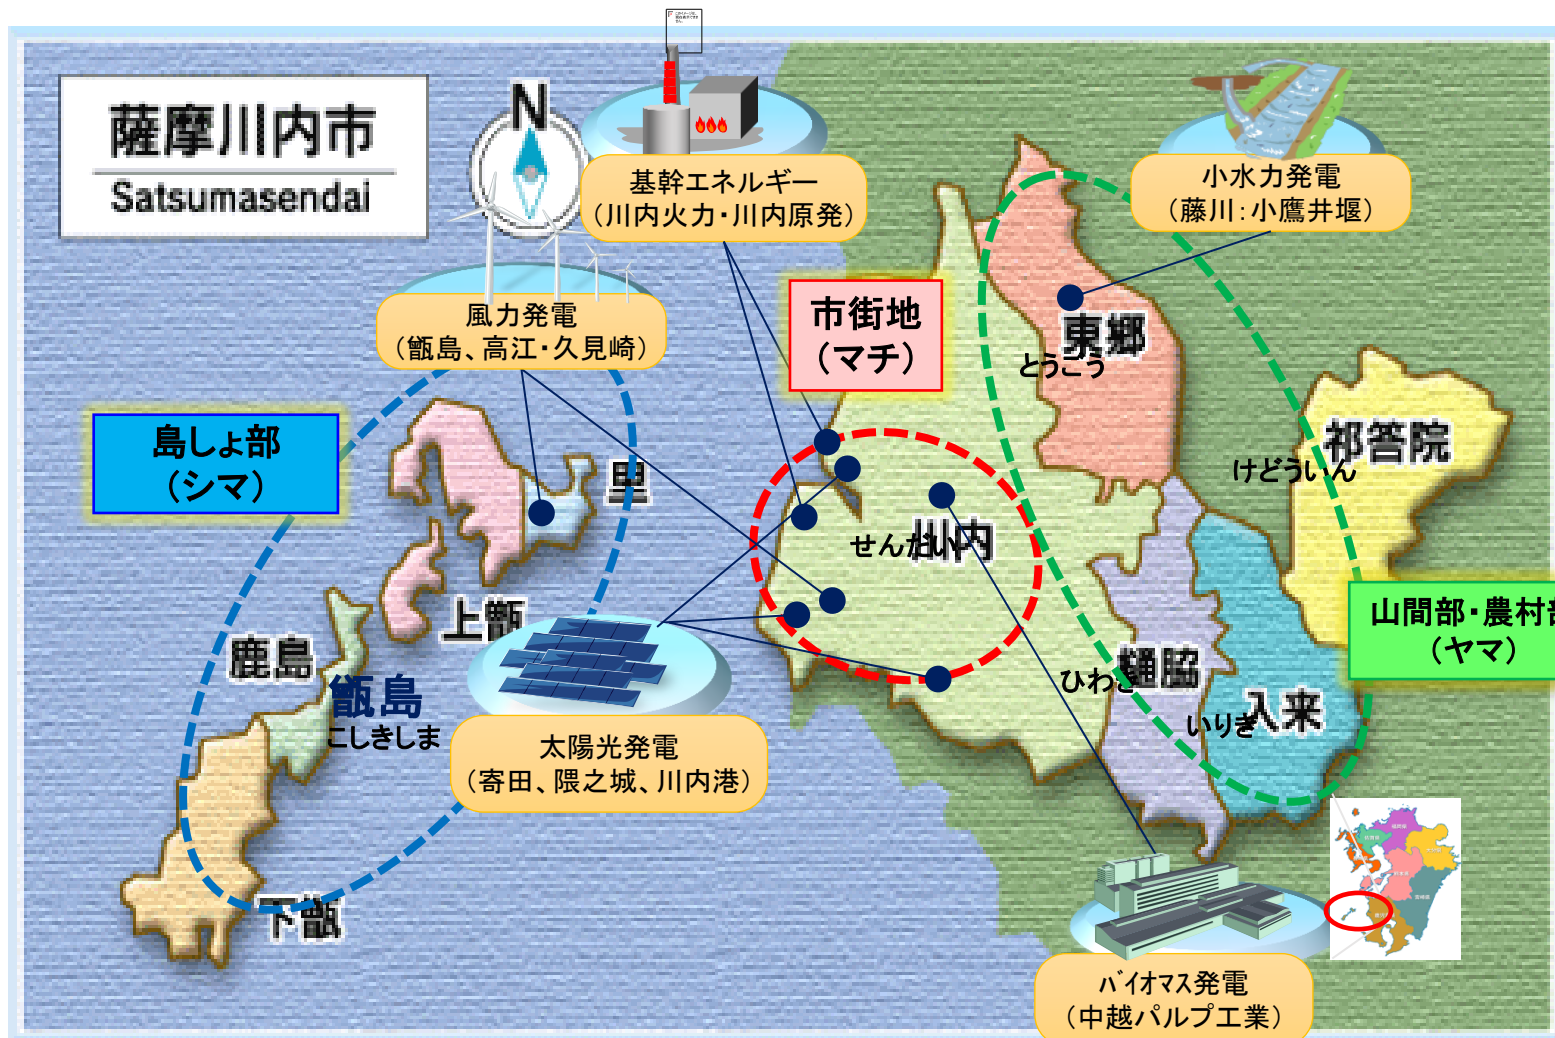 薩摩川内市
Satsumasendai
N
基幹エネルギー
（川内火力・川内原発）
小水力発電
（藤川：小鷹井堰）
風力発電
（甑島、高江・久見崎）
市街地
（マチ）
東郷
とうごう
島しょ部
（シマ）
里
祁答院
けどういん
川内
せんだい
上甑
鹿島
甑島
こしきしま
山間部・農村部
（ヤマ）
樋脇
ひわき
入来
いりき
太陽光発電
（寄田、隈之城、川内港）
下甑
バイオマス発電
（中越パルプ工業）